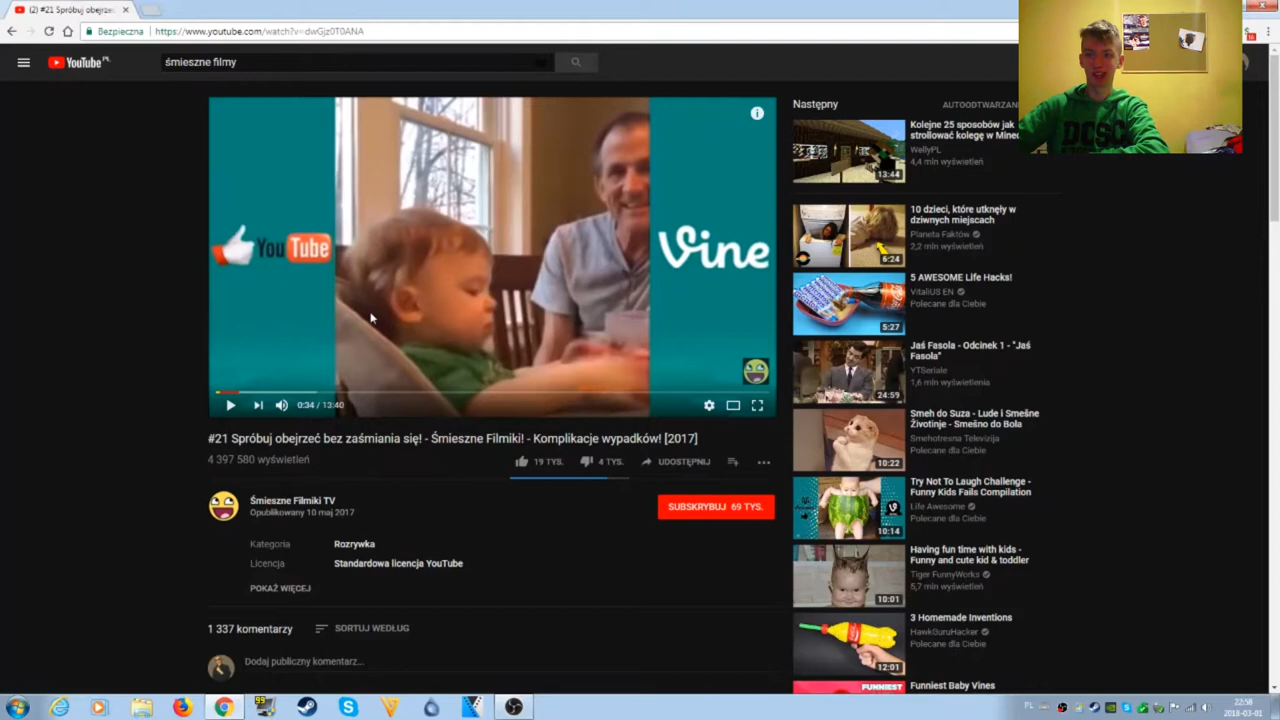 (2) #21 Spróbuj obejrzeć
Bezpieczna
https://www.youtube.com/watch?v=dwGjz0T0ANA
YouTube PL
śmieszne filmy
You Tube
Vine
0:34 / 13:40
#21 Spróbuj obejrzeć bez zaśmiania się! - Śmieszne Filmiki! - Komplikacje wypadków! [2017]
4 397 580 wyświetleń
19 TYS.
4 TYS.
UDOSTĘPNIJ
Śmieszne Filmiki TV
Opublikowany 10 maj 2017
SUBSKRYBUJ 69 TYS.
Kategoria
Rozrywka
Licencja
Standardowa licencja YouTube
POKAŻ WIĘCEJ
1 337 komentarzy
SORTUJ WEDŁUG
Dodaj publiczny komentarz...
Następny
AUTOODTWARZAN
Kolejne 25 sposobów jak
strollować kolegę w Minec
WellyPL
4,4 mln wyświetleń
13:44
10 dzieci, które utknęły w
dziwnych miejscach
Planeta Faktów
2,2 mln wyświetleń
6:24
5 AWESOME Life Hacks!
VitaliUS EN
Polecane dla Ciebie
5:27
Jaś Fasola - Odcinek 1 - "Jaś
Fasola"
YTSeriale
1,6 mln wyświetlenia
24:59
Smeh do Suza - Lude i Smešne
Životinje - Smešno do Bola
Smehotresna Televizija
Polecane dla Ciebie
10:22
Try Not To Laugh Challenge -
Funny Kids Fails Compilation
Life Awesome
Polecane dla Ciebie
10:14
Having fun time with kids -
Funny and cute kid & toddler
Tiger FunnyWorks
5,7 mln wyświetleń
10:01
3 Homemade Inventions
HawkGuruHacker
Polecane dla Ciebie
12:01
Funniest Baby Vines
FUNNIEST
99
PL
22:58
2018-03-01